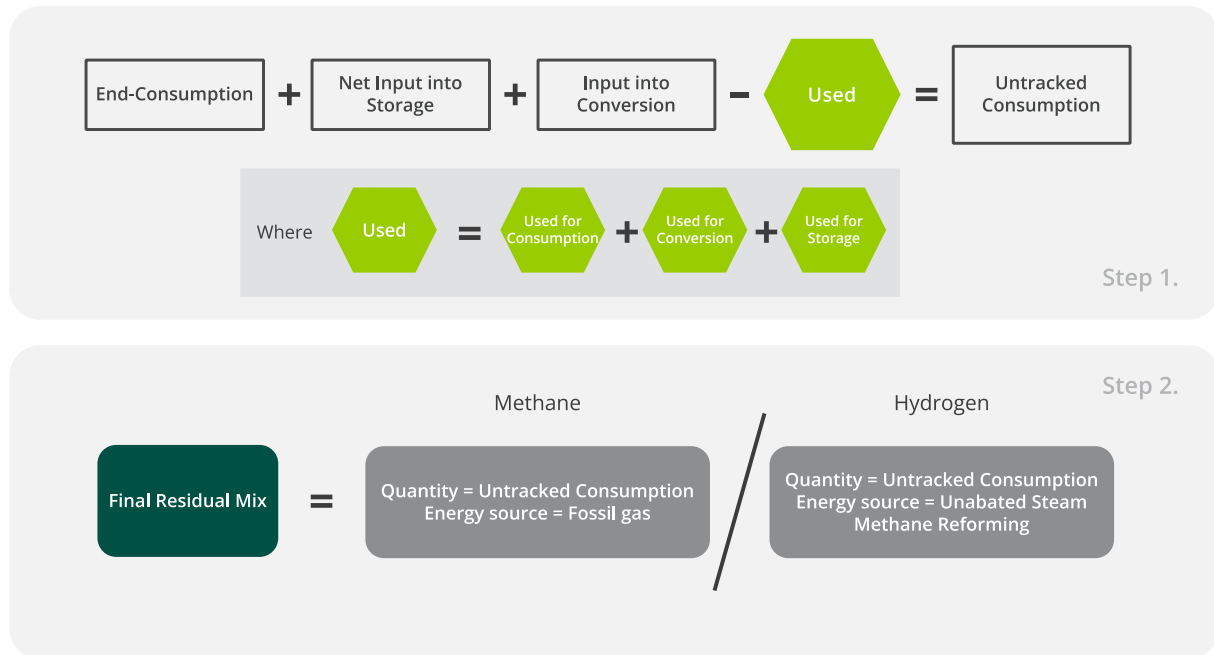 End-Consumption + Net Input into
Storage + Input into
Conversion − Used = Untracked
Consumption
Where Used = Used for
Consumption + Used for
Conversion + Used for
Storage
Step 1.
Step 2.
Methane
Hydrogen
Final Residual Mix =
Quantity = Untracked Consumption
Energy source = Fossil gas
/
Quantity = Untracked Consumption
Energy source = Unabated Steam
Methane Reforming